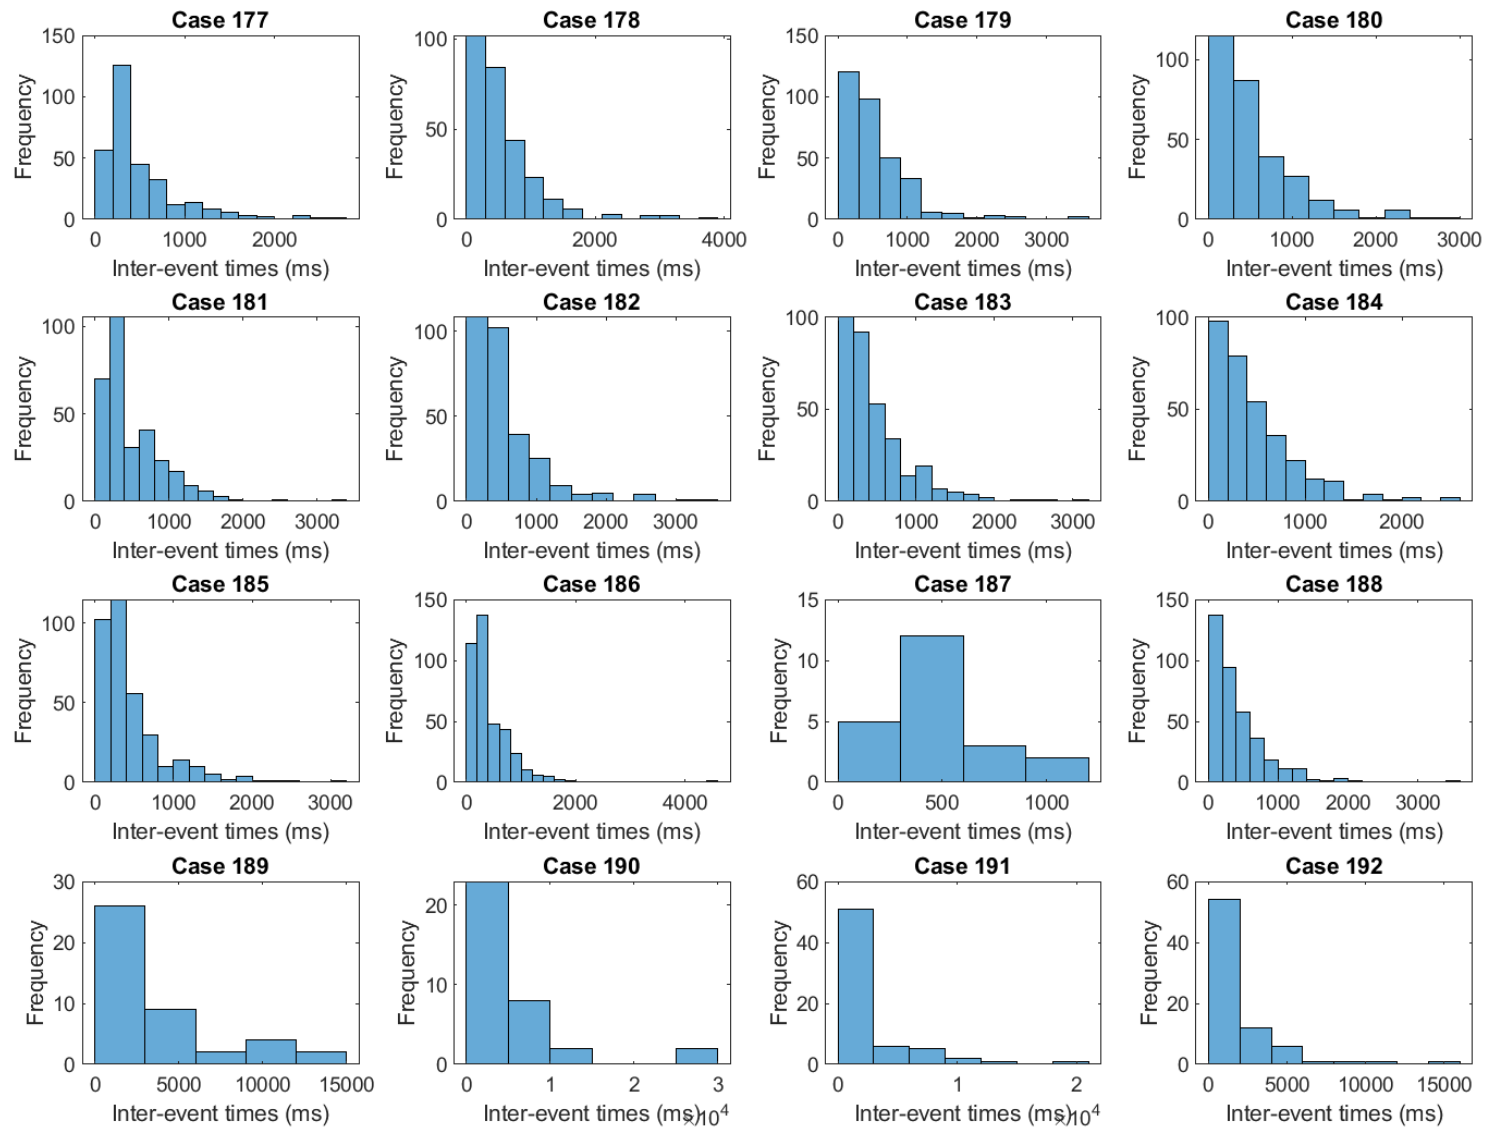 Case 177
150
100
50
0
Frequency
0 1000 2000
Inter-event times (ms)
Case 178
100
50
0
Frequency
0 2000 4000
Inter-event times (ms)
Case 179
150
100
50
0
Frequency
0 1000 2000 3000
Inter-event times (ms)
Case 180
100
50
0
Frequency
0 1000 2000 3000
Inter-event times (ms)
Case 181
100
50
0
Frequency
0 1000 2000 3000
Inter-event times (ms)
Case 182
100
50
0
Frequency
0 1000 2000 3000
Inter-event times (ms)
Case 183
100
50
0
Frequency
0 1000 2000 3000
Inter-event times (ms)
Case 184
100
50
0
Frequency
0 1000 2000
Inter-event times (ms)
Case 185
100
50
0
Frequency
0 1000 2000 3000
Inter-event times (ms)
Case 186
150
100
50
0
Frequency
0 2000 4000
Inter-event times (ms)
Case 187
15
10
5
0
Frequency
0 500 1000
Inter-event times (ms)
Case 188
150
100
50
0
Frequency
0 1000 2000 3000
Inter-event times (ms)
Case 189
30
20
10
0
Frequency
0 5000 10000 15000
Inter-event times (ms)
Case 190
20
10
0
Frequency
0 1 2 3
Inter-event times (ms)
×10⁴
Case 191
60
40
20
0
Frequency
0 1 2
Inter-event times (ms)
×10⁴
Case 192
60
40
20
0
Frequency
0 5000 10000 15000
Inter-event times (ms)